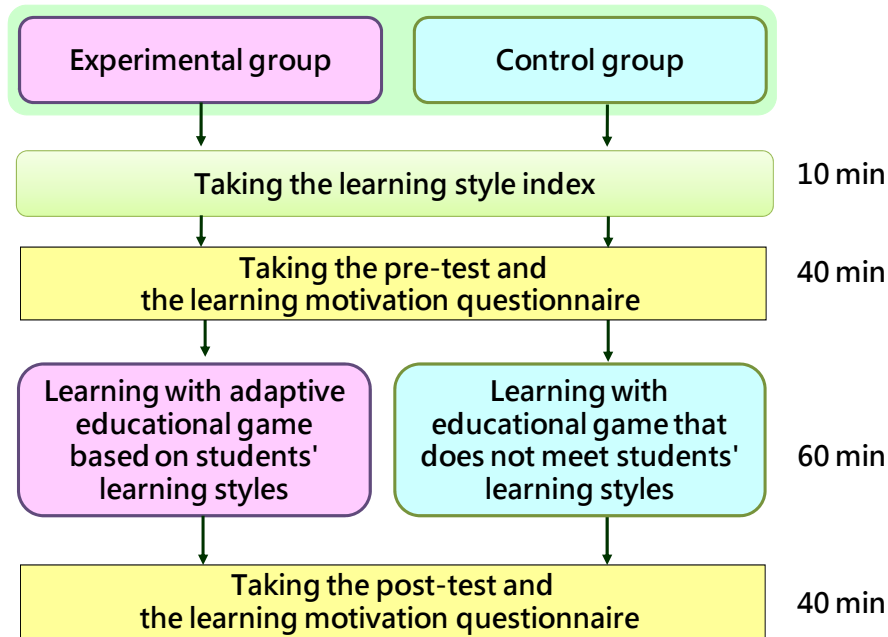 Experimental group
Control group
Taking the learning style index
10 min
Taking the pre-test and
the learning motivation questionnaire
40 min
Learning with adaptive
educational game
based on students'
learning styles
Learning with
educational game that
does not meet students'
learning styles
60 min
Taking the post-test and
the learning motivation questionnaire
40 min